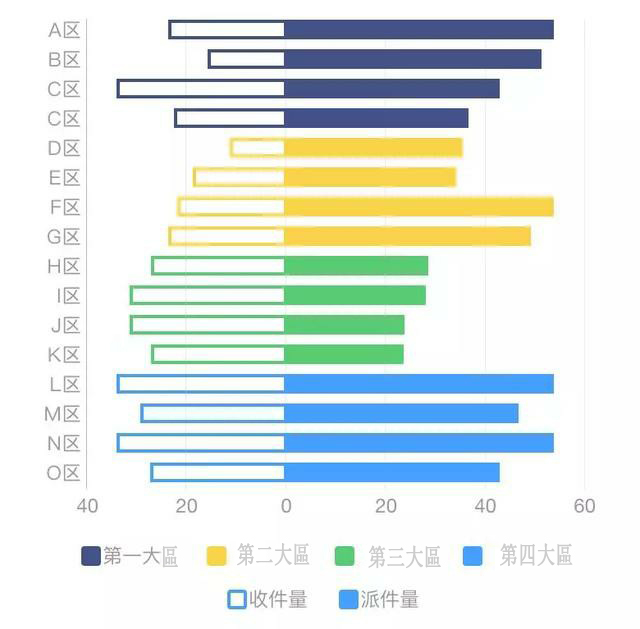 A区
B区
C区
C区
D区
E区
F区
G区
H区
I区
J区
K区
L区
M区
N区
O区
40 20 0 20 40 60
第一大區 第二大區 第三大區 第四大區
收件量 派件量